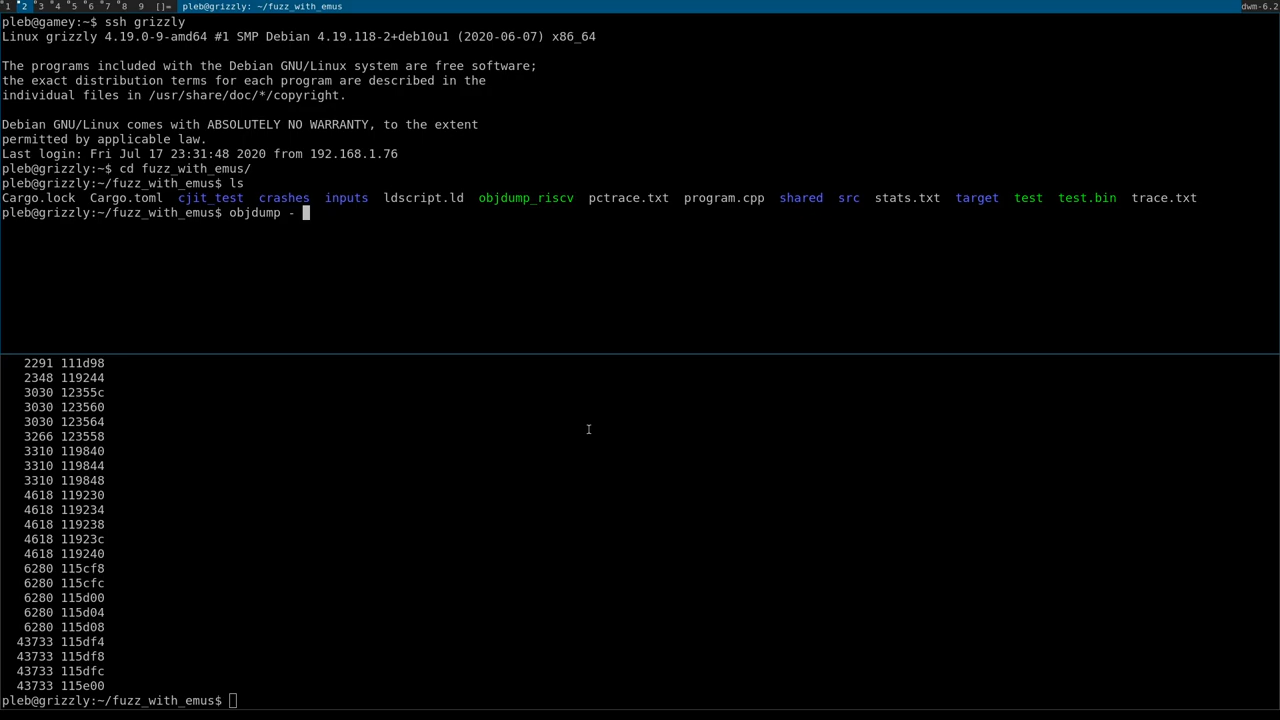 1 2 3 4 5 6 7 8 9 []= pleb@grizzly: ~/fuzz_with_emus dwm-6.2
pleb@gamey:~$ ssh grizzly
Linux grizzly 4.19.0-9-amd64 #1 SMP Debian 4.19.118-2+deb10u1 (2020-06-07) x86_64
The programs included with the Debian GNU/Linux system are free software;
the exact distribution terms for each program are described in the
individual files in /usr/share/doc/*/copyright.
Debian GNU/Linux comes with ABSOLUTELY NO WARRANTY, to the extent
permitted by applicable law.
Last login: Fri Jul 17 23:31:48 2020 from 192.168.1.76
pleb@grizzly:~$ cd fuzz_with_emus/
pleb@grizzly:~/fuzz_with_emus$ ls
Cargo.lock Cargo.toml cjit_test crashes inputs ldscript.ld objdump_riscv pctrace.txt program.cpp shared src stats.txt target test test.bin trace.txt
pleb@grizzly:~/fuzz_with_emus$ objdump -
2291 111d98
2348 119244
3030 12355c
3030 123560
3030 123564
3266 123558
3310 119840
3310 119844
3310 119848
4618 119230
4618 119234
4618 119238
4618 11923c
4618 119240
6280 115cf8
6280 115cfc
6280 115d00
6280 115d04
6280 115d08
43733 115df4
43733 115df8
43733 115dfc
43733 115e00
pleb@grizzly:~/fuzz_with_emus$